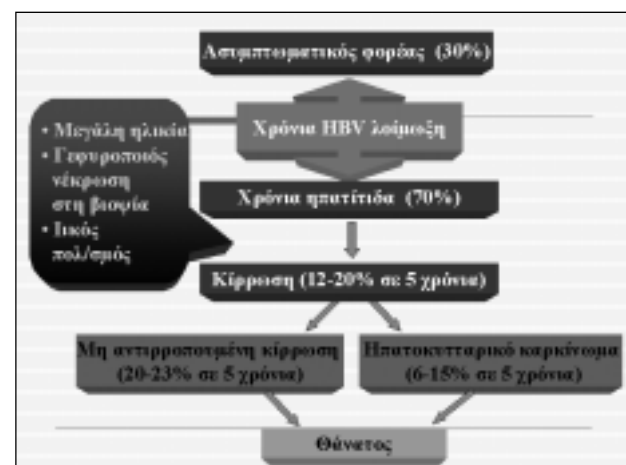 Ασυμπτωματικός φορέας (30%)
Χρόνια HBV λοίμωξη
• Μεγάλη ηλικία
• Γεφυροποιός
νέκρωση
στη βιοψία
• Ιικός
πολ/σμός
Χρόνια ηπατίτιδα (70%)
Κίρρωση (12-20% σε 5 χρόνια)
Μη αντιρροπουμένη κίρρωση
(20-23% σε 5 χρόνια)
Ηπατοκυτταρικό καρκίνωμα
(6-15% σε 5 χρόνια)
Θάνατος